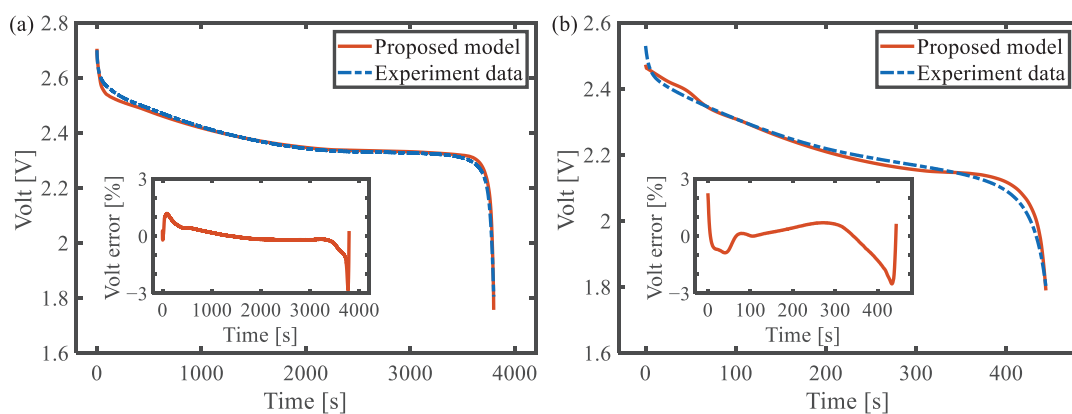 (a)
2.8
2.6
2.4
2.2
2
1.8
1.6
Volt [V]
0
1000
2000
3000
4000
Time [s]
Proposed model
Experiment data
3
0
−3
Volt error [%]
0
1000
2000
3000
4000
Time [s]
(b)
2.6
2.4
2.2
2
1.8
1.6
Volt [V]
0
100
200
300
400
Time [s]
Proposed model
Experiment data
3
0
−3
Volt error [%]
0
100
200
300
400
Time [s]